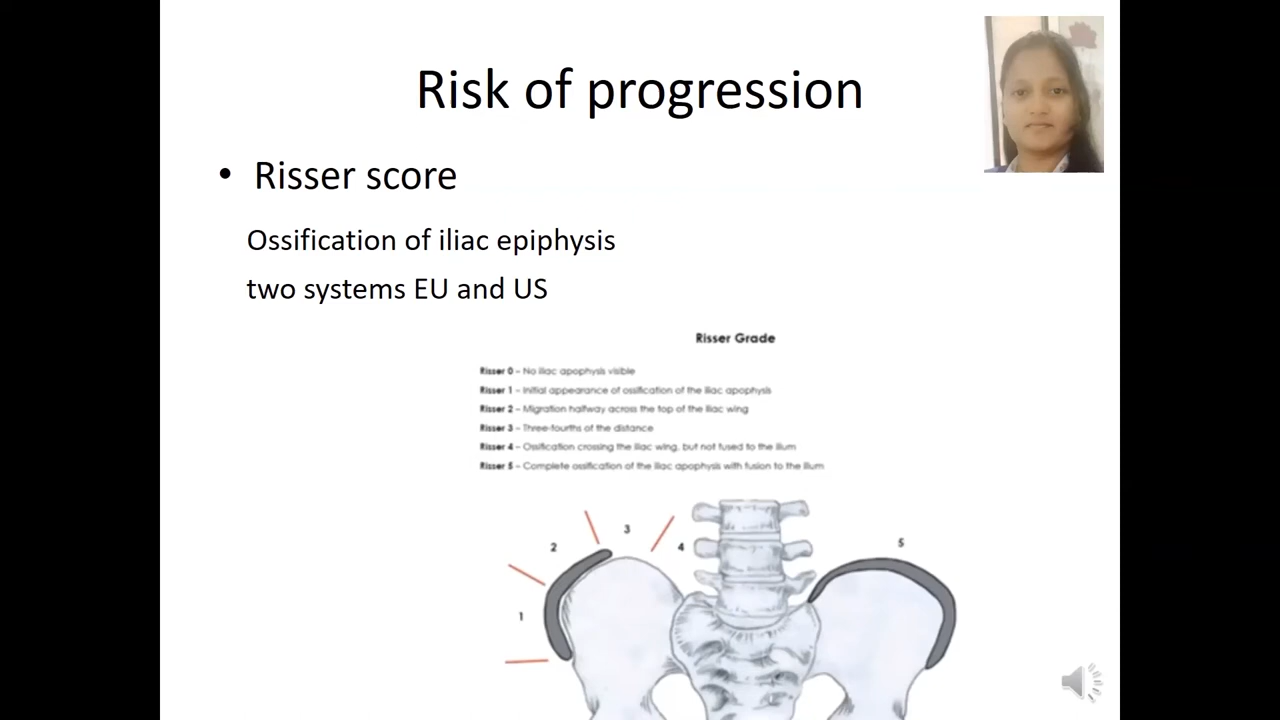 Risk of progression
• Risser score
Ossification of iliac epiphysis
two systems EU and US
Risser Grade
Risser 0 – No iliac apophysis visible
Risser 1 – Initial appearance of ossification of the iliac apophysis
Risser 2 – Migration halfway across the top of the iliac wing
Risser 3 – Three-fourths of the distance
Risser 4 – Ossification crossing the iliac wing, but not fused to the ilium
Risser 5 – Complete ossification of the iliac apophysis with fusion to the ilium
3
2
4
5
1